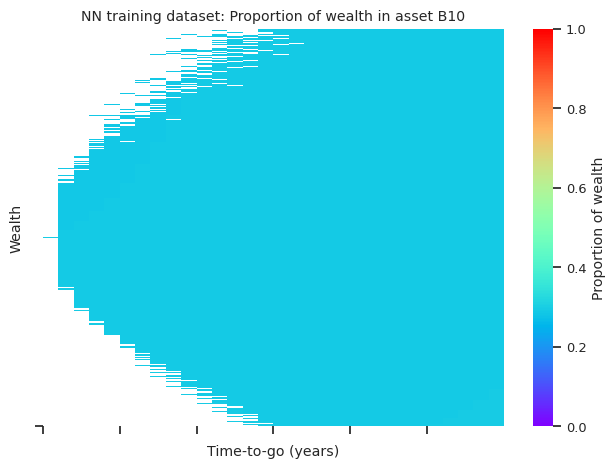 NN training dataset: Proportion of wealth in asset B10
Wealth
Time-to-go (years)
1.0
0.8
0.6
0.4
0.2
0.0
Proportion of wealth